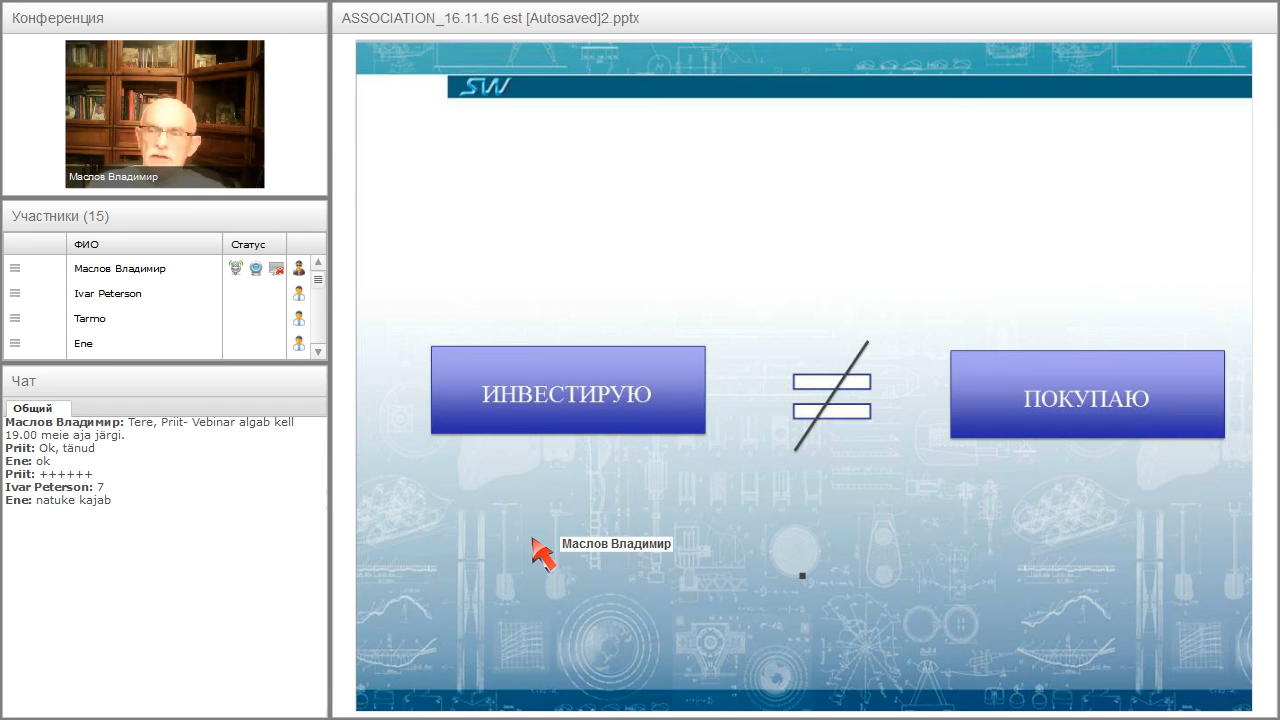 Конференция
Маслов Владимир
Участники (15)
ФИО
Статус
Маслов Владимир
Ivar Peterson
Tarmo
Ene
Чат
Общий
Маслов Владимир: Tere, Priit- Vebinar algab kell
19.00 meie aja järgi.
Priit: Ok, tänud
Ene: ok
Priit: +++++++
Ivar Peterson: 7
Ene: natuke kajab
ASSOCIATION_16.11.16 est [Autosaved]2.pptx
SW
ИНВЕСТИРУЮ
ПОКУПАЮ
Маслов Владимир